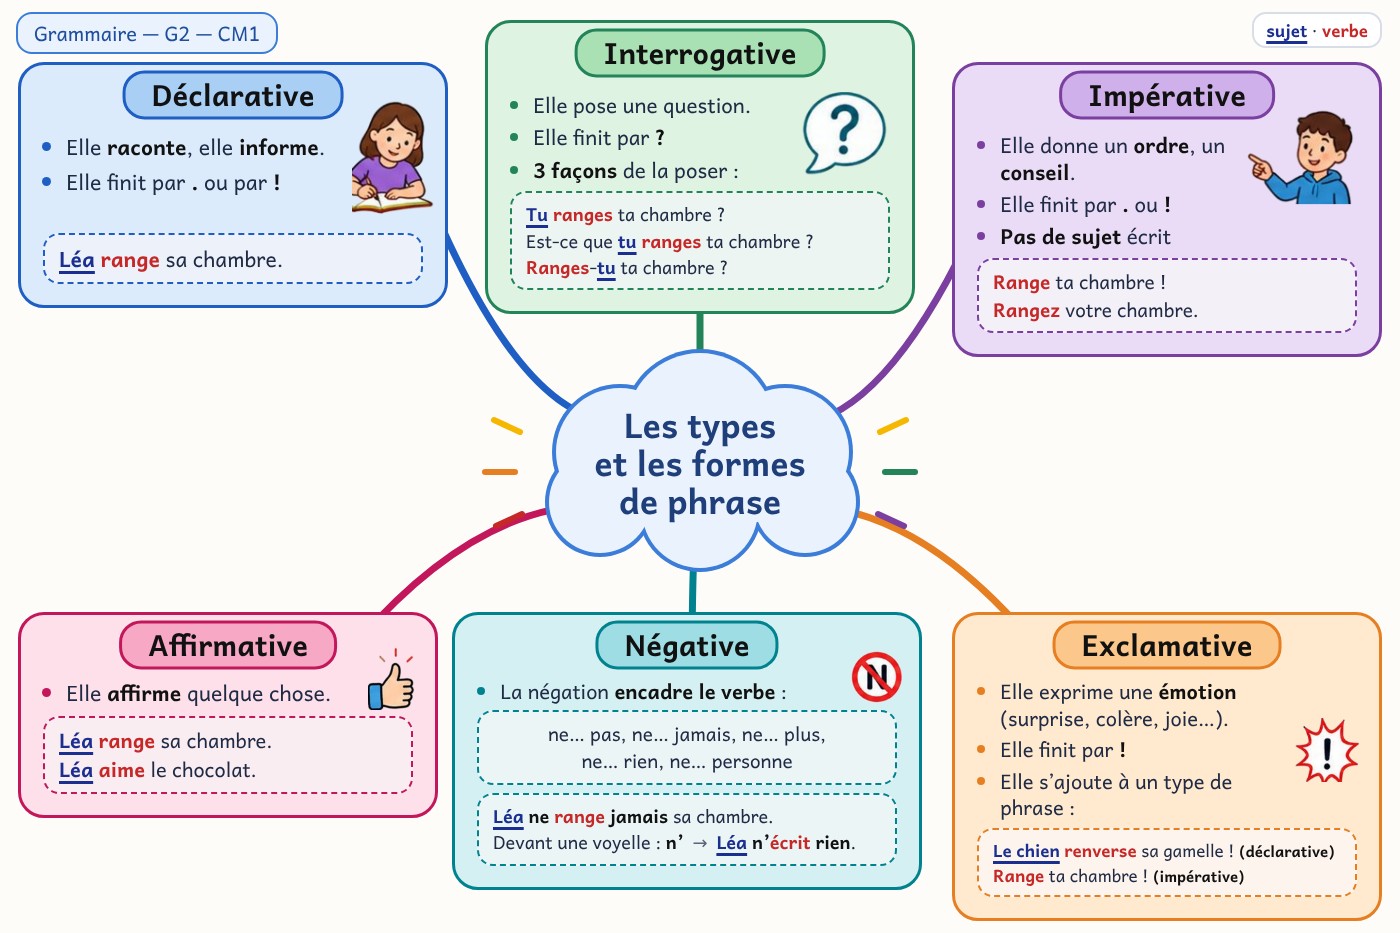 Grammaire — G2 — CM1
sujet · verbe
Déclarative
• Elle raconte, elle informe.
• Elle finit par . ou par !
Léa range sa chambre.
Interrogative
• Elle pose une question.
• Elle finit par ?
• 3 façons de la poser :
?
Tu ranges ta chambre ?
Est-ce que tu ranges ta chambre ?
Ranges-tu ta chambre ?
Impérative
• Elle donne un ordre, un
conseil.
• Elle finit par . ou !
• Pas de sujet écrit
Range ta chambre !
Rangez votre chambre.
Les types
et les formes
de phrase
Affirmative
• Elle affirme quelque chose.
Léa range sa chambre.
Léa aime le chocolat.
Négative
• La négation encadre le verbe :
N
ne… pas, ne… jamais, ne… plus,
ne… rien, ne… personne
Léa ne range jamais sa chambre.
Devant une voyelle : n’ → Léa n’écrit rien.
Exclamative
• Elle exprime une émotion
(surprise, colère, joie…).
• Elle finit par !
• Elle s’ajoute à un type de
phrase :
!
Le chien renverse sa gamelle ! (déclarative)
Range ta chambre ! (impérative)